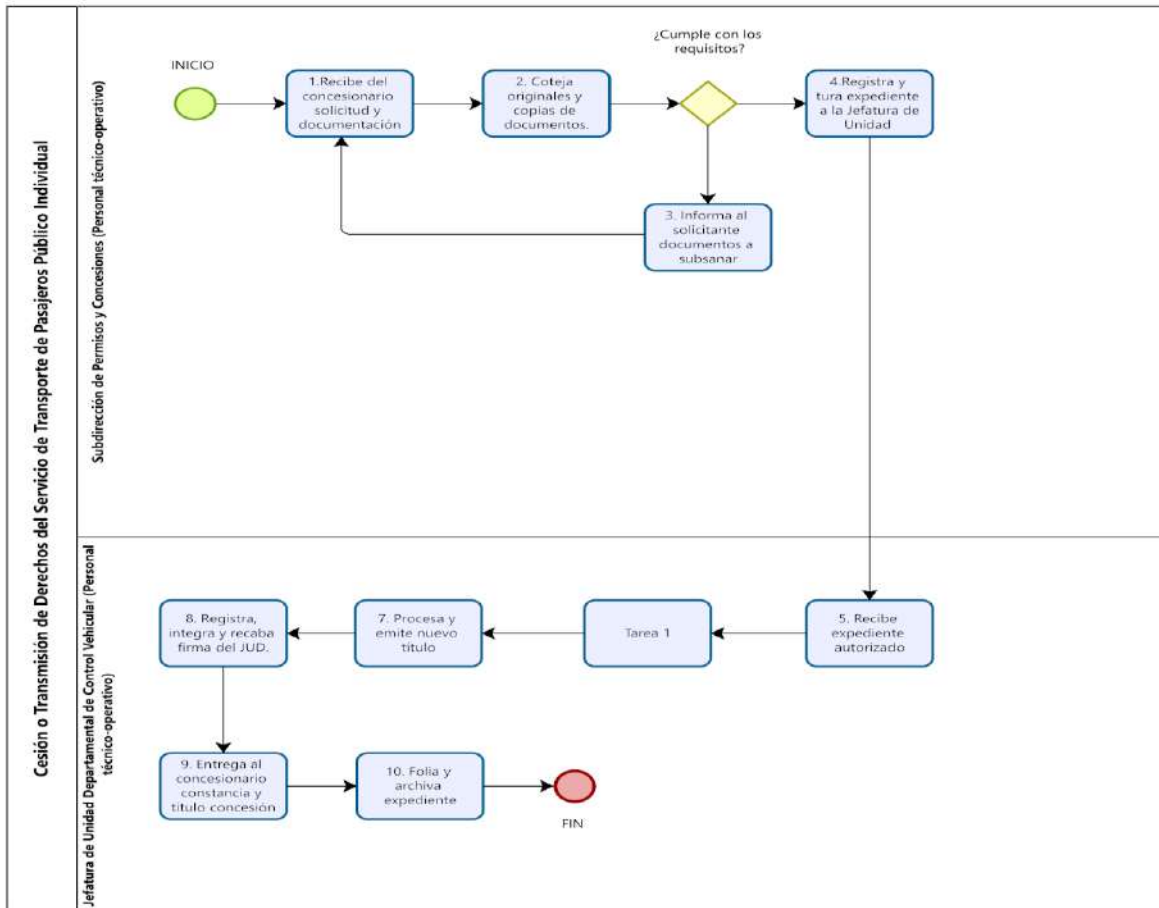 Cesión o Transmisión de Derechos del Servicio de Transporte de Pasajeros Público Individual
Subdirección de Permisos y Concesiones (Personal técnico-operativo)
INICIO
1.Recibe del
concesionario
solicitud y
documentación
2. Coteja
originales y
copias de
documentos.
¿Cumple con los
requisitos?
4.Registra y
tura expediente
a la Jefatura de
Unidad
3. Informa al
solicitante
documentos a
subsanar
Jefatura de Unidad Departamental de Control Vehicular (Personal
técnico-operativo)
5. Recibe
expediente
autorizado
Tarea 1
7. Procesa y
emite nuevo
título
8. Registra,
integra y recaba
firma del JUD.
9. Entrega al
concesionario
constancia y
titulo concesión
10. Folia y
archiva
expediente
FIN